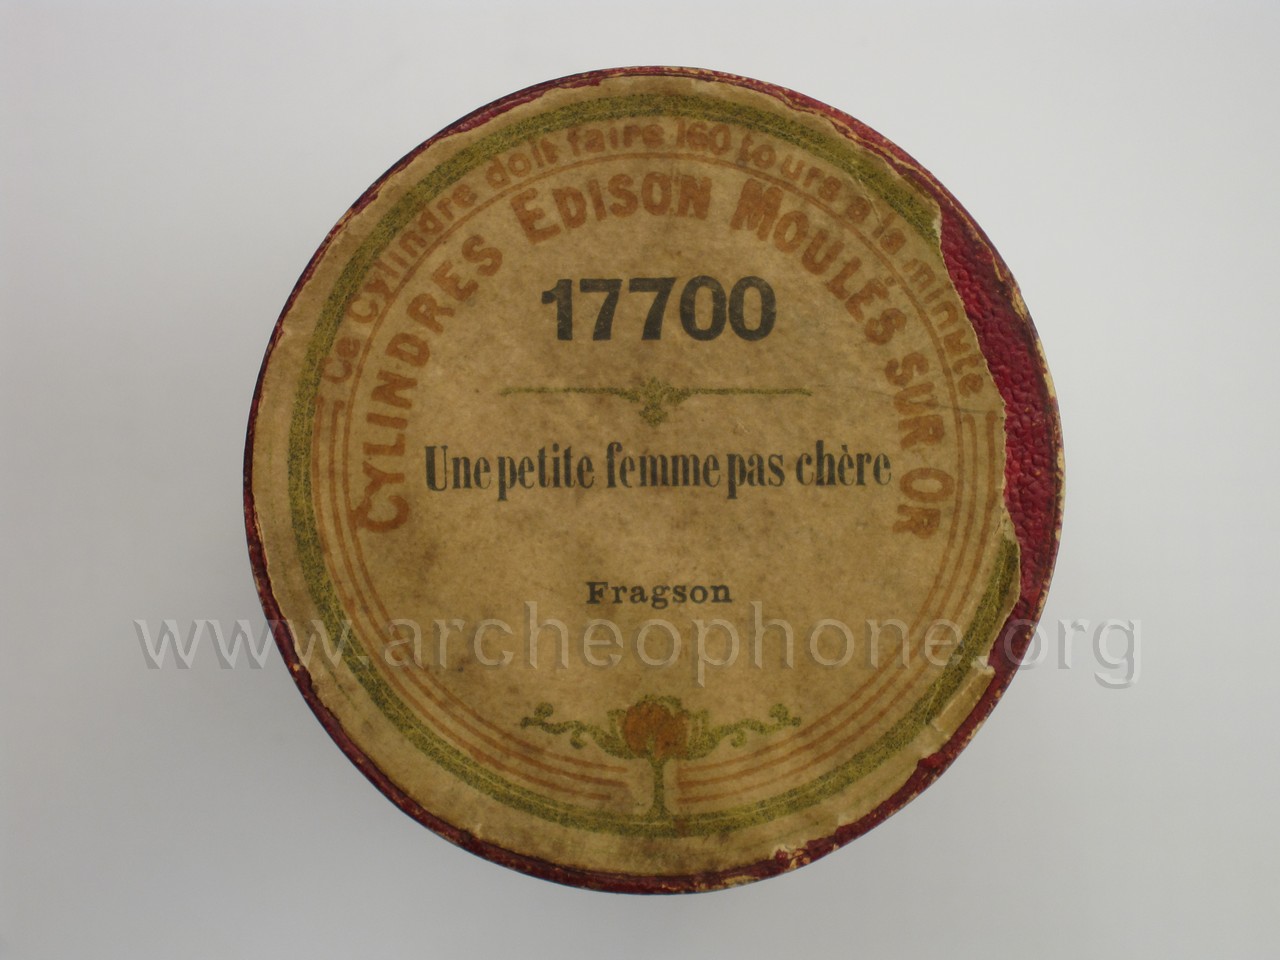 Ce Cylindre doit faire 160 tours à la minute
CYLINDRES EDISON MOULÉS SUR OR
17700
Une petite femme pas chère
Fragson
www.archeophone.org